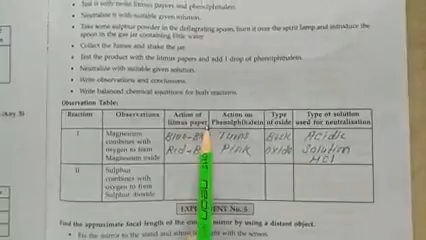 • Test it with moist litmus papers and phenolphthalein.
• Neutralize it with suitable given solution.
• Take some sulphur powder in the deflagrating spoon, burn it over the spirit lamp and introduce the
spoon in the gas jar containing little water
• Collect the fumes and shake the jar.
• Test the product with the litmus papers and add 1 drop of phenolphthalein.
• Neutralize with suitable given solution.
• Write observations and conclusions.
• Write balanced chemical equations for both reactions.
Observation Table:
Reaction Observations Action of litmus paper Action on Phenolphthalein Type of oxide Type of solution used for neutralisation
I Magnesium combines with oxygen to form Magnesium oxide Blue- Red- Turns Pink oxide Acidic Solution HCl
II Sulphur combines with oxygen to form Sulphur dioxide
No. 5
Find the approximate focal length of the mirror by using a distant object.
• Fix the mirror to the stand and with the screen.